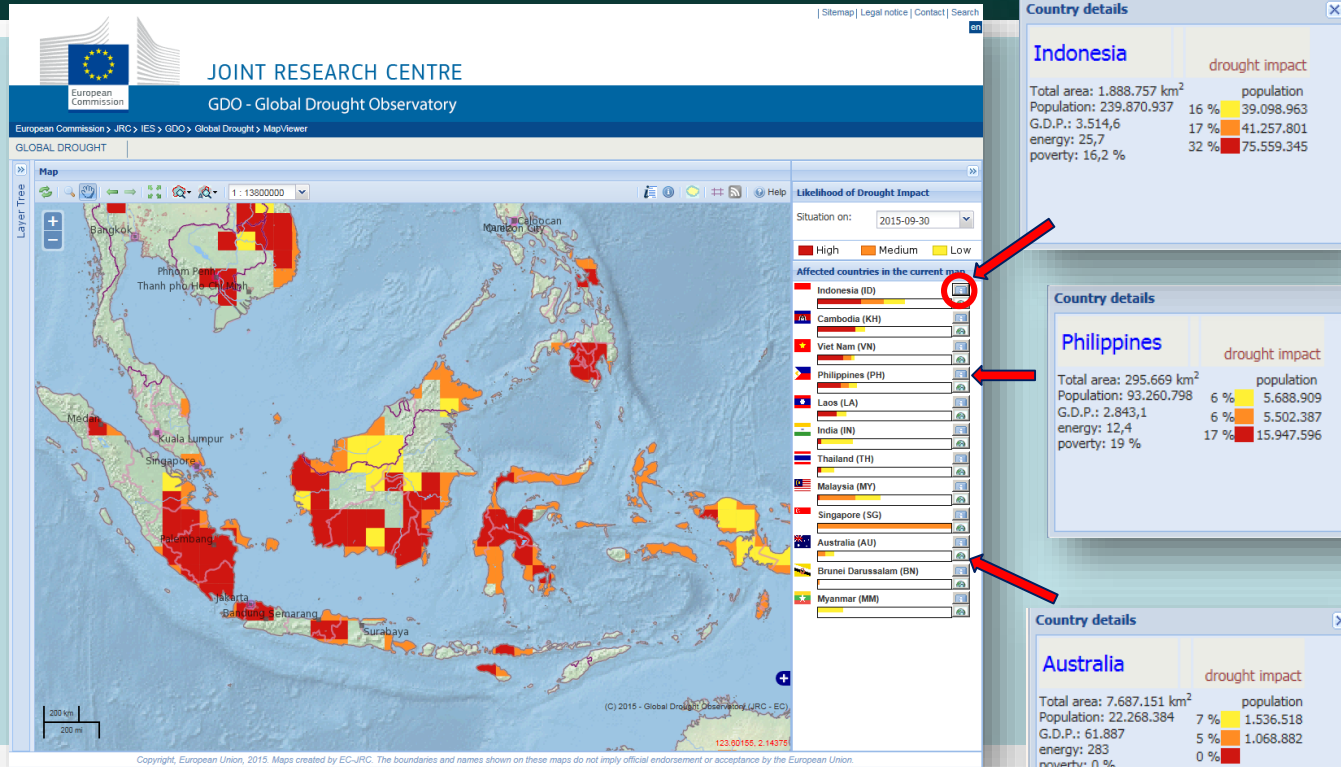 | Sitemap| Legal notice | Contact | Search
en
European
Commission
JOINT RESEARCH CENTRE
GDO - Global Drought Observatory
European Commission > JRC > IES > GDO > Global Drought > MapViewer
GLOBAL DROUGHT
Layer Tree
Map
1 : 13800000
Help
Bangkok
Phnom Penh
Thanh pho Ho Chi Minh
Caloocan
Quezon City
Medan
Kuala Lumpur
Singapore
Palembang
Jakarta
Bandung
Semarang
Surabaya
200 km
200 mi
(C) 2015 - Global Drought Observatory (JRC - EC)
123.60155, 2.14375
Likelihood of Drought Impact
Situation on:
2015-09-30
High
Medium
Low
Affected countries in the current map
Indonesia (ID)
Cambodia (KH)
Viet Nam (VN)
Philippines (PH)
Laos (LA)
India (IN)
Thailand (TH)
Malaysia (MY)
Singapore (SG)
Australia (AU)
Brunei Darussalam (BN)
Myanmar (MM)
Copyright, European Union, 2015. Maps created by EC-JRC. The boundaries and names shown on these maps do not imply official endorsement or acceptance by the European Union.
Country details
Indonesia
drought impact
Total area: 1.888.757 km²
population
Population: 239.870.937
16 % 39.098.963
G.D.P.: 3.514,6
17 % 41.257.801
energy: 25,7
32 % 75.559.345
poverty: 16,2 %
Country details
Philippines
drought impact
Total area: 295.669 km²
population
Population: 93.260.798
6 % 5.688.909
G.D.P.: 2.843,1
6 % 5.502.387
energy: 12,4
17 % 15.947.596
poverty: 19 %
Country details
Australia
drought impact
Total area: 7.687.151 km²
population
Population: 22.268.384
7 % 1.536.518
G.D.P.: 61.887
5 % 1.068.882
energy: 283
0 %
poverty: 0 %